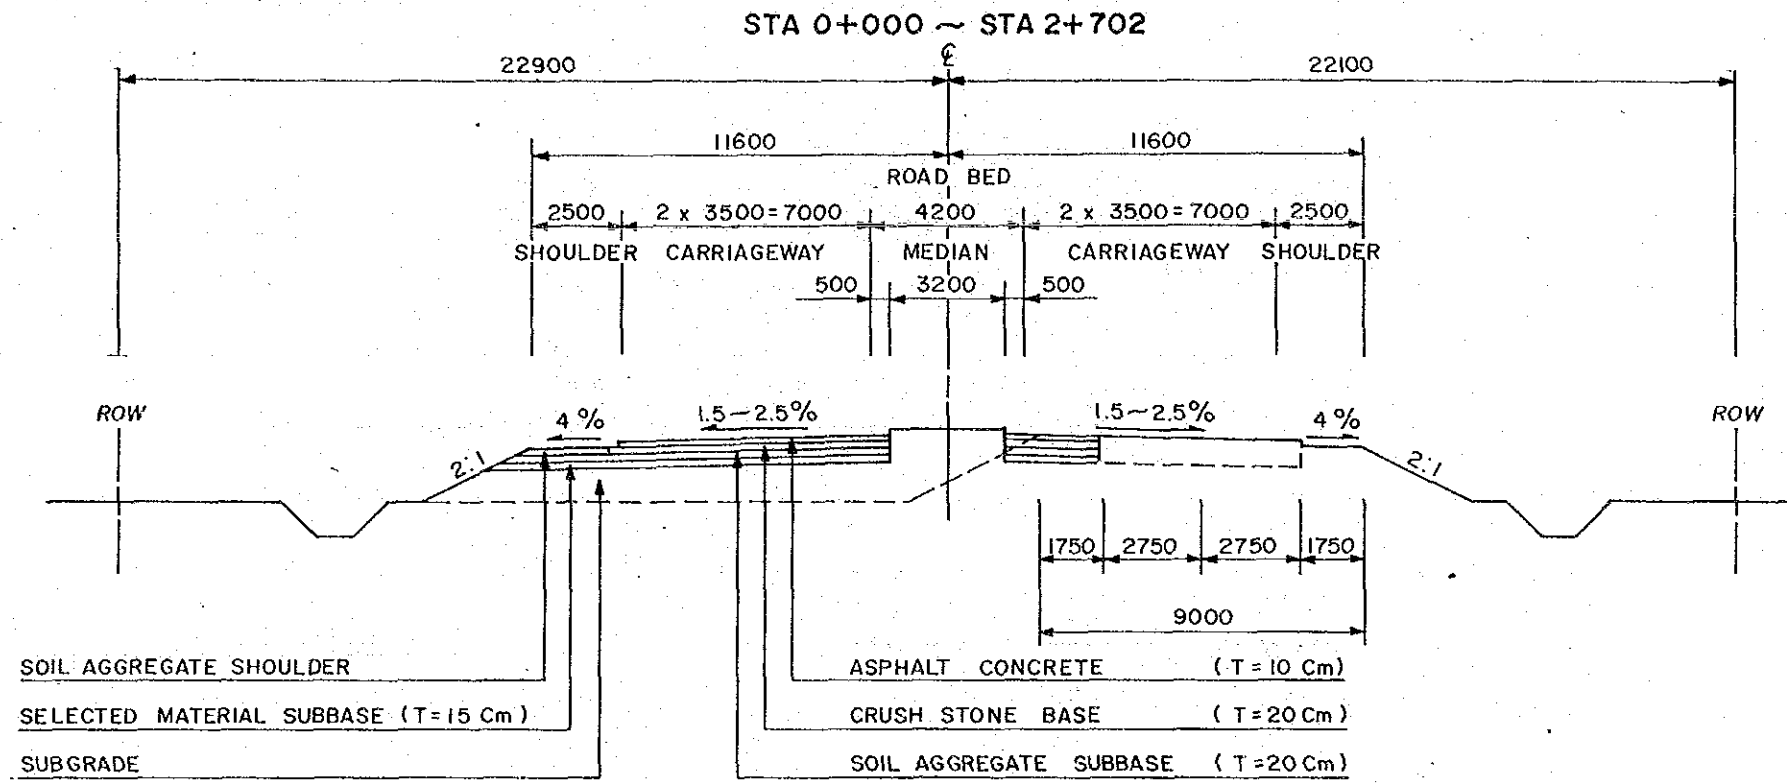 STA 0+000 ~ STA 2+702
℄
22900 22100
11600 11600
ROAD BED
2500 2 x 3500=7000 4200 2 x 3500=7000 2500
SHOULDER CARRIAGEWAY MEDIAN CARRIAGEWAY SHOULDER
500 3200 500
ROW 4% 1.5~2.5% 1.5~2.5% 4% ROW
2:1 2:1
1750 2750 2750 1750
9000
SOIL AGGREGATE SHOULDER ASPHALT CONCRETE (T=10 Cm)
SELECTED MATERIAL SUBBASE (T=15 Cm) CRUSH STONE BASE (T=20 Cm)
SUBGRADE SOIL AGGREGATE SUBBASE (T=20 Cm)